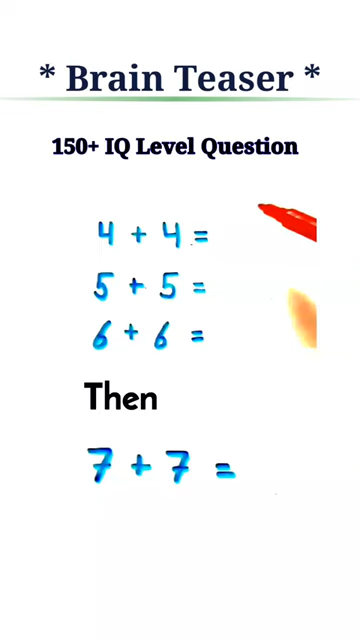 * Brain Teaser *
150+ IQ Level Question
4 + 4 =
5 + 5 =
6 + 6 =
Then
7 + 7 =